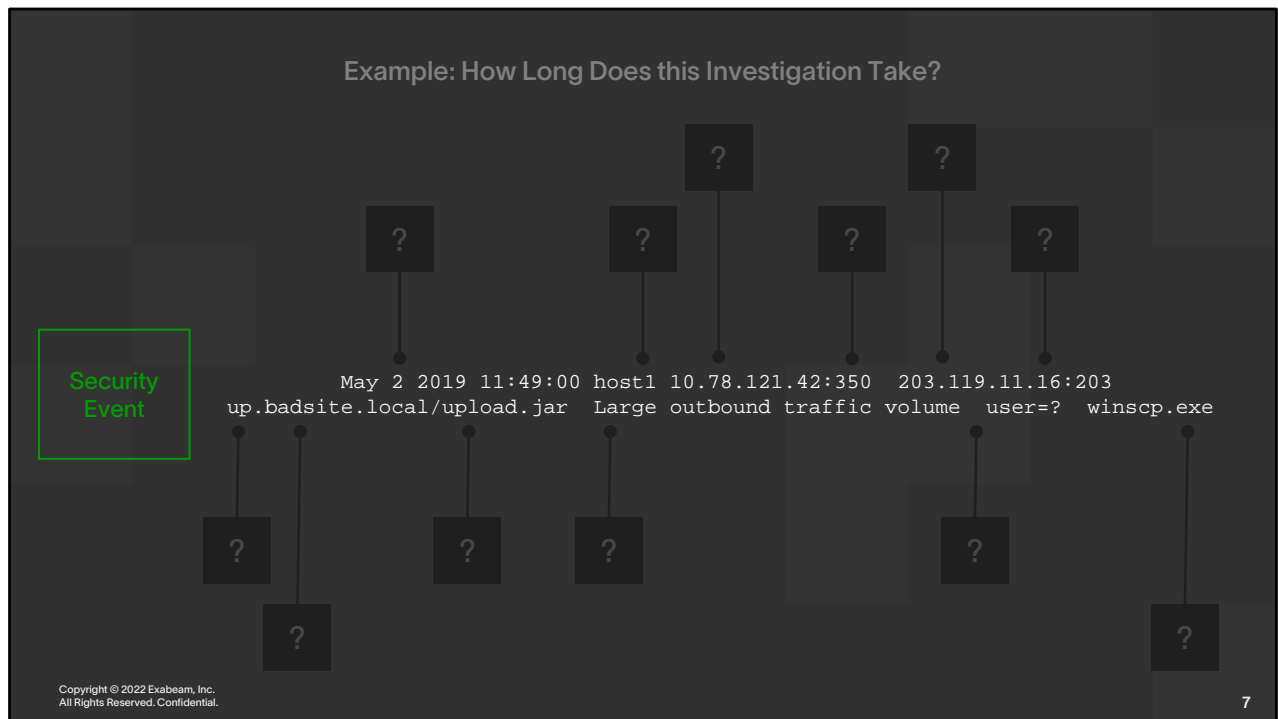 Example: How Long Does this Investigation Take?
?
?
?
?
?
?
Security
Event
May 2 2019 11:49:00 host1 10.78.121.42:350 203.119.11.16:203
up.badsite.local/upload.jar Large outbound traffic volume user=? winscp.exe
?
?
?
?
?
?
Copyright © 2022 Exabeam, Inc.
All Rights Reserved. Confidential.
7